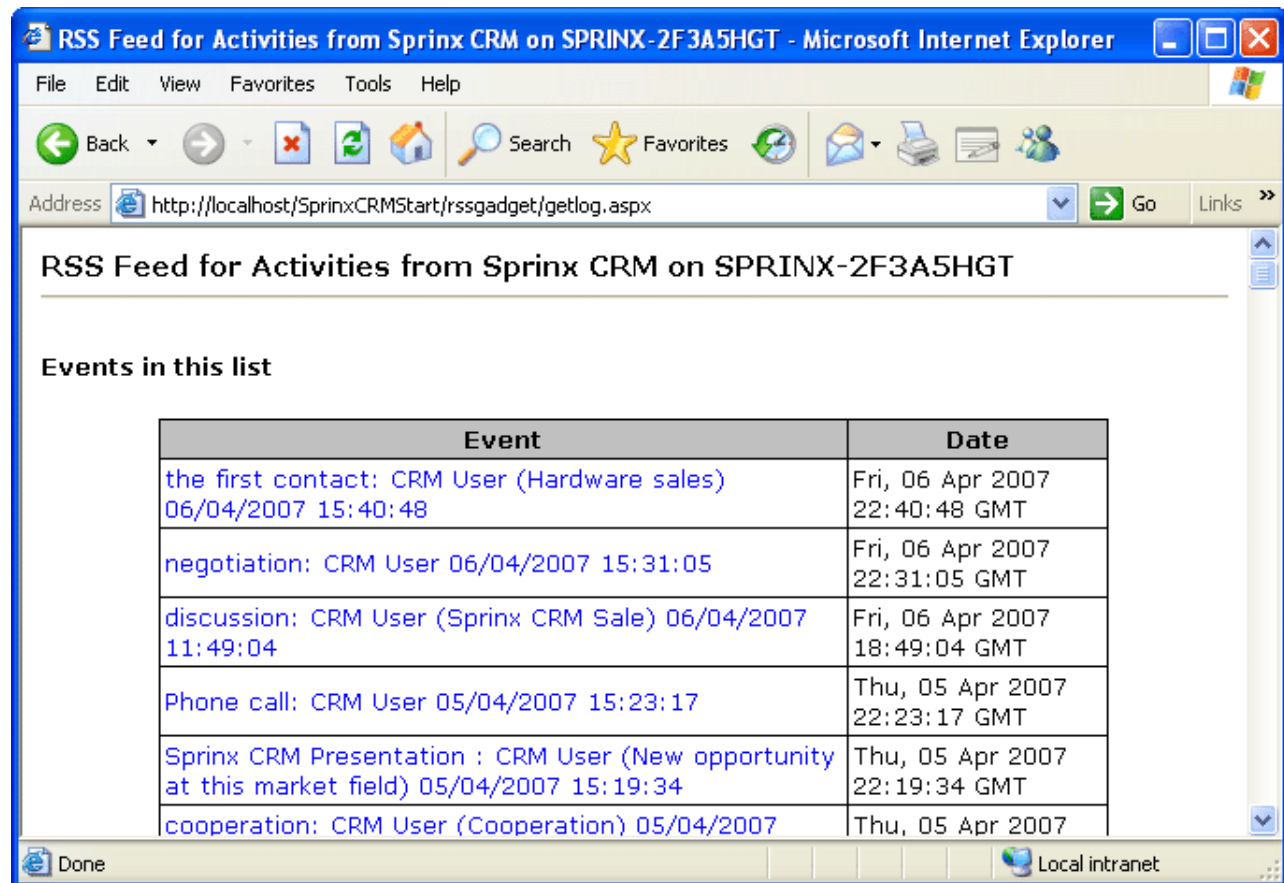 RSS Feed for Activities from Sprinx CRM on SPRINX-2F3A5HGT - Microsoft Internet Explorer
File Edit View Favorites Tools Help
Back Search Favorites
Address http://localhost/SprinxCRMStart/rssgadget/getlog.aspx Go Links »
RSS Feed for Activities from Sprinx CRM on SPRINX-2F3A5HGT
Events in this list
Event Date
the first contact: CRM User (Hardware sales)
06/04/2007 15:40:48
Fri, 06 Apr 2007
22:40:48 GMT
negotiation: CRM User 06/04/2007 15:31:05
Fri, 06 Apr 2007
22:31:05 GMT
discussion: CRM User (Sprinx CRM Sale) 06/04/2007
11:49:04
Fri, 06 Apr 2007
18:49:04 GMT
Phone call: CRM User 05/04/2007 15:23:17
Thu, 05 Apr 2007
22:23:17 GMT
Sprinx CRM Presentation : CRM User (New opportunity
at this market field) 05/04/2007 15:19:34
Thu, 05 Apr 2007
22:19:34 GMT
cooperation: CRM User (Cooperation) 05/04/2007
Thu, 05 Apr 2007
Done Local intranet